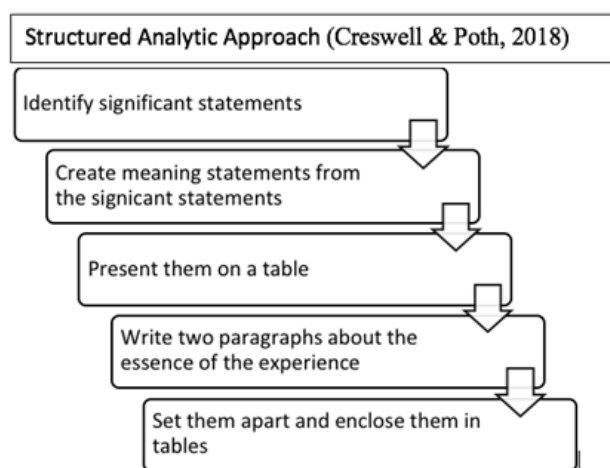 Structured Analytic Approach (Creswell & Poth, 2018)
Identify significant statements
Create meaning statements from
the signicant statements
Present them on a table
Write two paragraphs about the
essence of the experience
Set them apart and enclose them in
tables